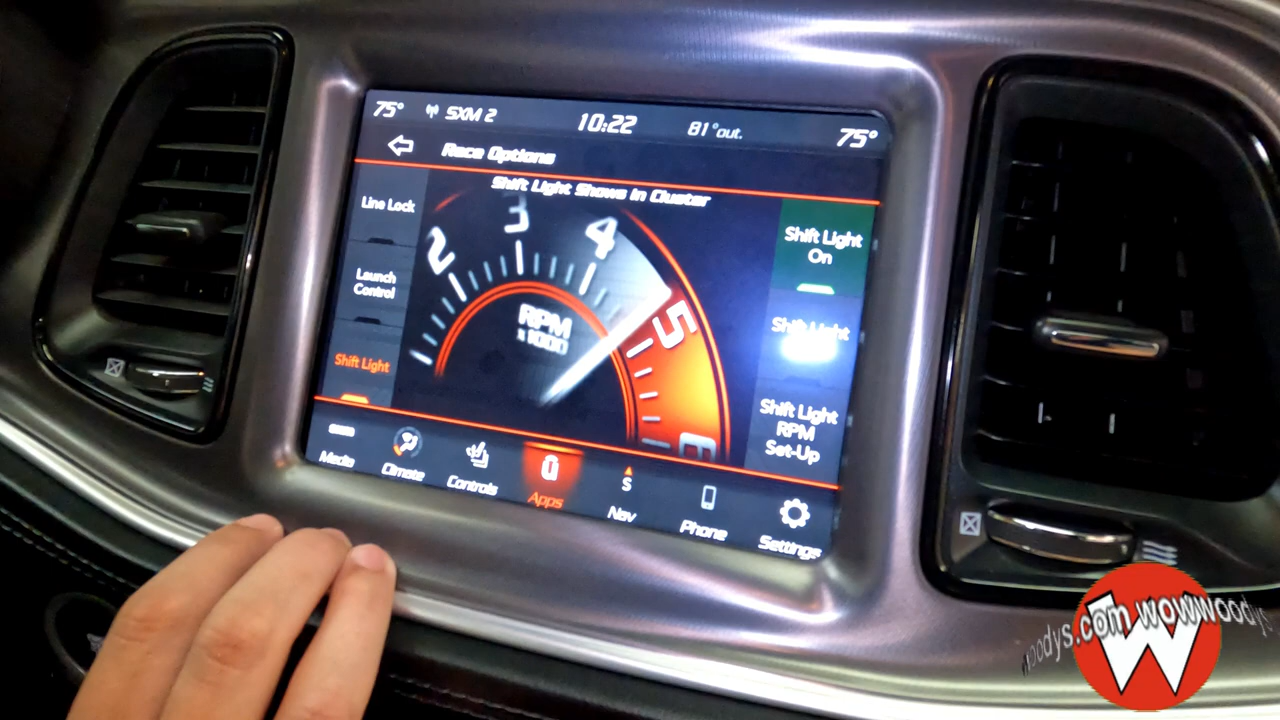 75° SXM 2 10:22 81° out. 75°
Race Options
Shift Light Shows In Cluster
Line Lock
Launch
Control
Shift Light
2 3 4 5 6
RPM
x1000
Shift Light
On
Shift Light
Shift Light
RPM
Set-Up
Media Climate Controls Apps S Nav Phone Settings
oodys.com wowwoodys
W